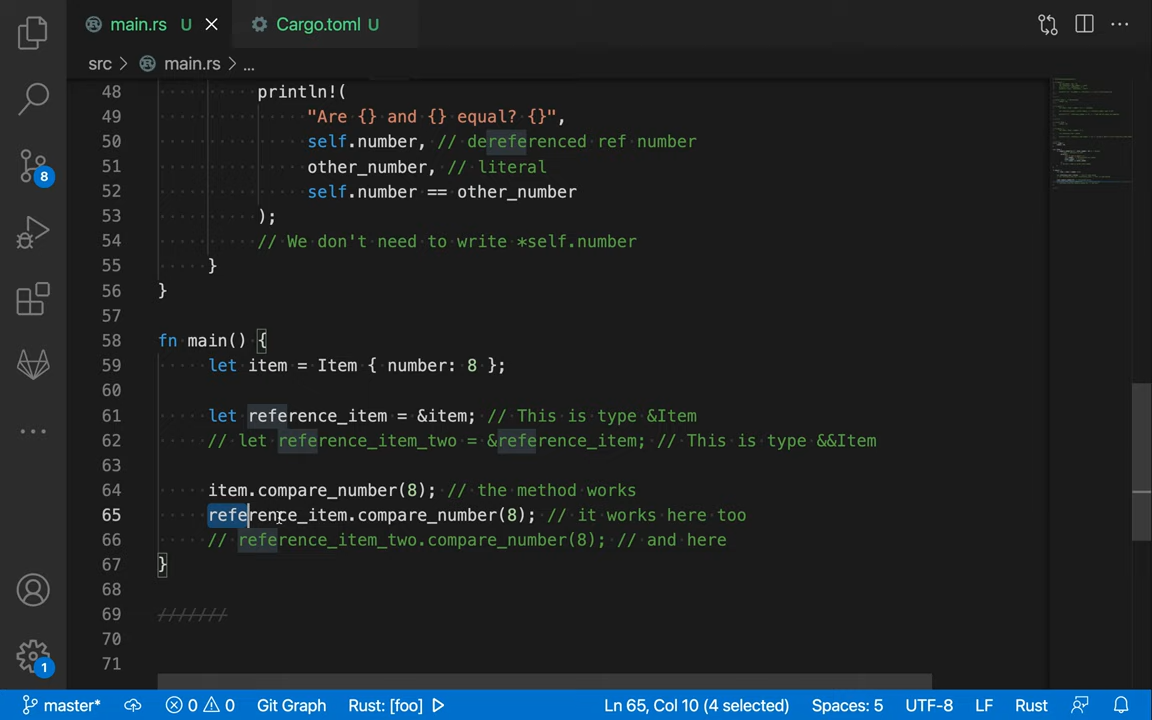 main.rs U
Cargo.toml U
src > main.rs > ...
48 println!(
49 "Are {} and {} equal? {}",
50 self.number, // dereferenced ref number
51 other_number, // literal
52 self.number == other_number
53 );
54 // We don't need to write *self.number
55 }
56 }
57
58 fn main() {
59 let item = Item { number: 8 };
60
61 let reference_item = &item; // This is type &Item
62 // let reference_item_two = &reference_item; // This is type &&Item
63
64 item.compare_number(8); // the method works
65 reference_item.compare_number(8); // it works here too
66 // reference_item_two.compare_number(8); // and here
67 }
68
69 ///////
70
71
8
1
master* 0 0 Git Graph Rust: [foo] Ln 65, Col 10 (4 selected) Spaces: 5 UTF-8 LF Rust